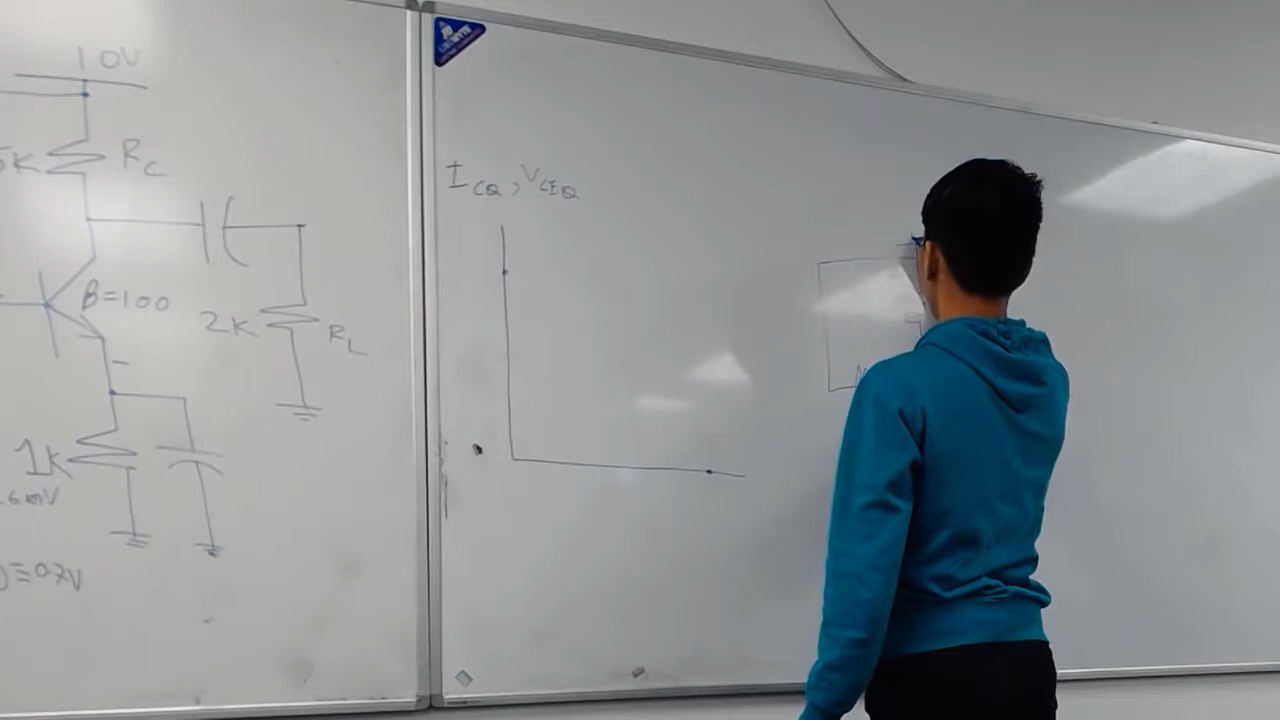 10V
5K RC
β=100
2K RL
1K
.6mV
≡0.7V
ICQ, VCEQ